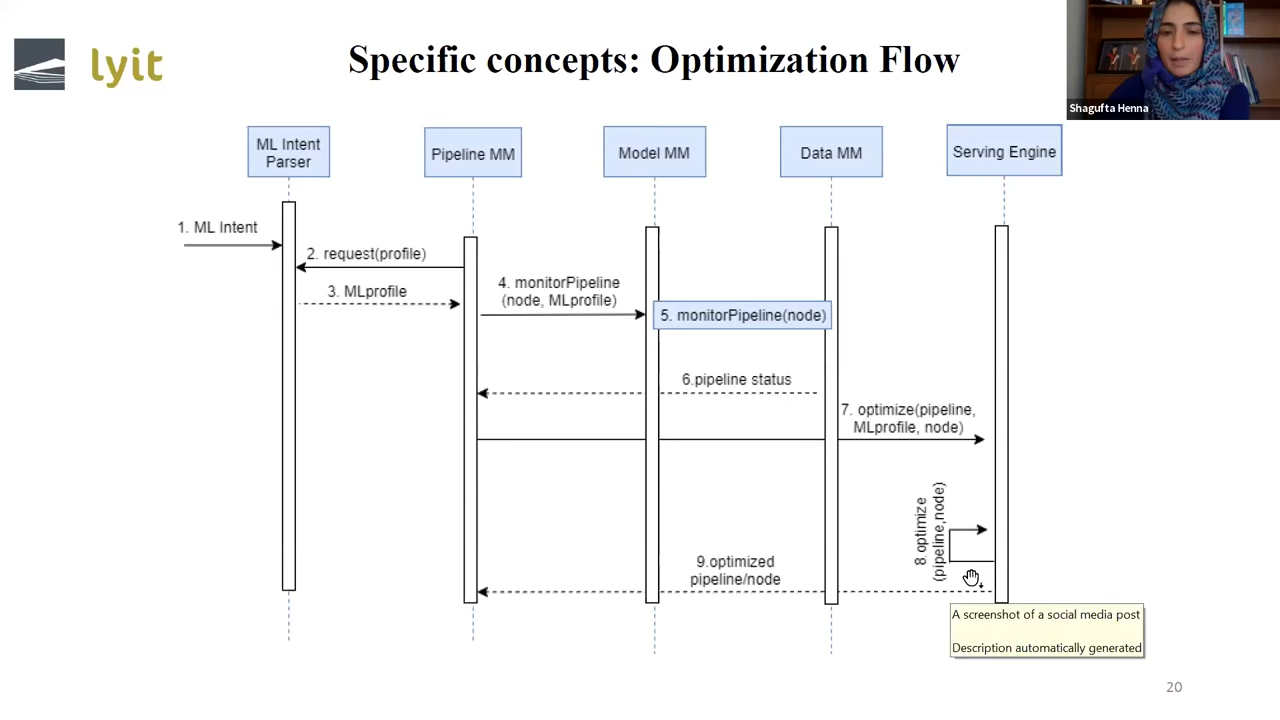 lyit
Specific concepts: Optimization Flow
Shagufta Henna
ML Intent
Parser
Pipeline MM
Model MM
Data MM
Serving Engine
1. ML Intent
2. request(profile)
3. MLprofile
4. monitorPipeline
(node, MLprofile)
5. monitorPipeline(node)
6.pipeline status
7. optimize(pipeline,
MLprofile, node)
8.optimize
(pipeline,node)
9.optimized
pipeline/node
A screenshot of a social media post
Description automatically generated
20